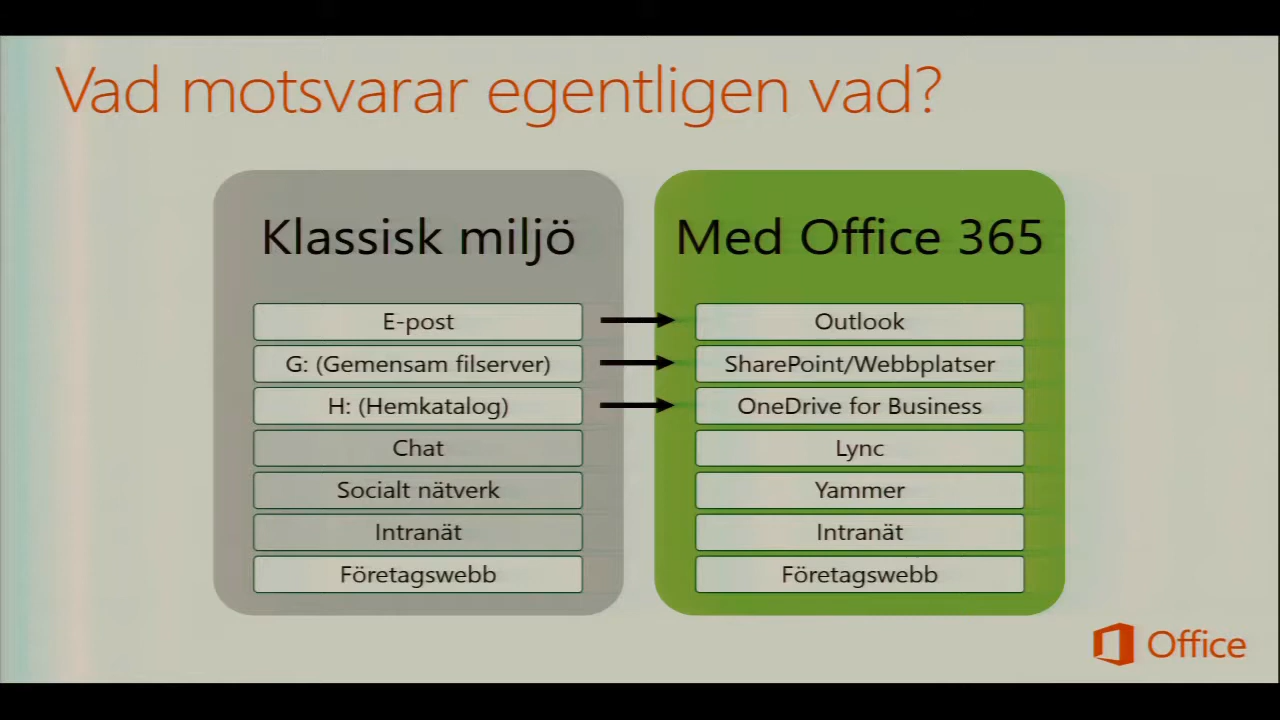 Vad motsvarar egentligen vad?
Klassisk miljö
E-post
G: (Gemensam filserver)
H: (Hemkatalog)
Chat
Socialt nätverk
Intranät
Företagswebb
Med Office 365
Outlook
SharePoint/Webbplatser
OneDrive for Business
Lync
Yammer
Intranät
Företagswebb
Office